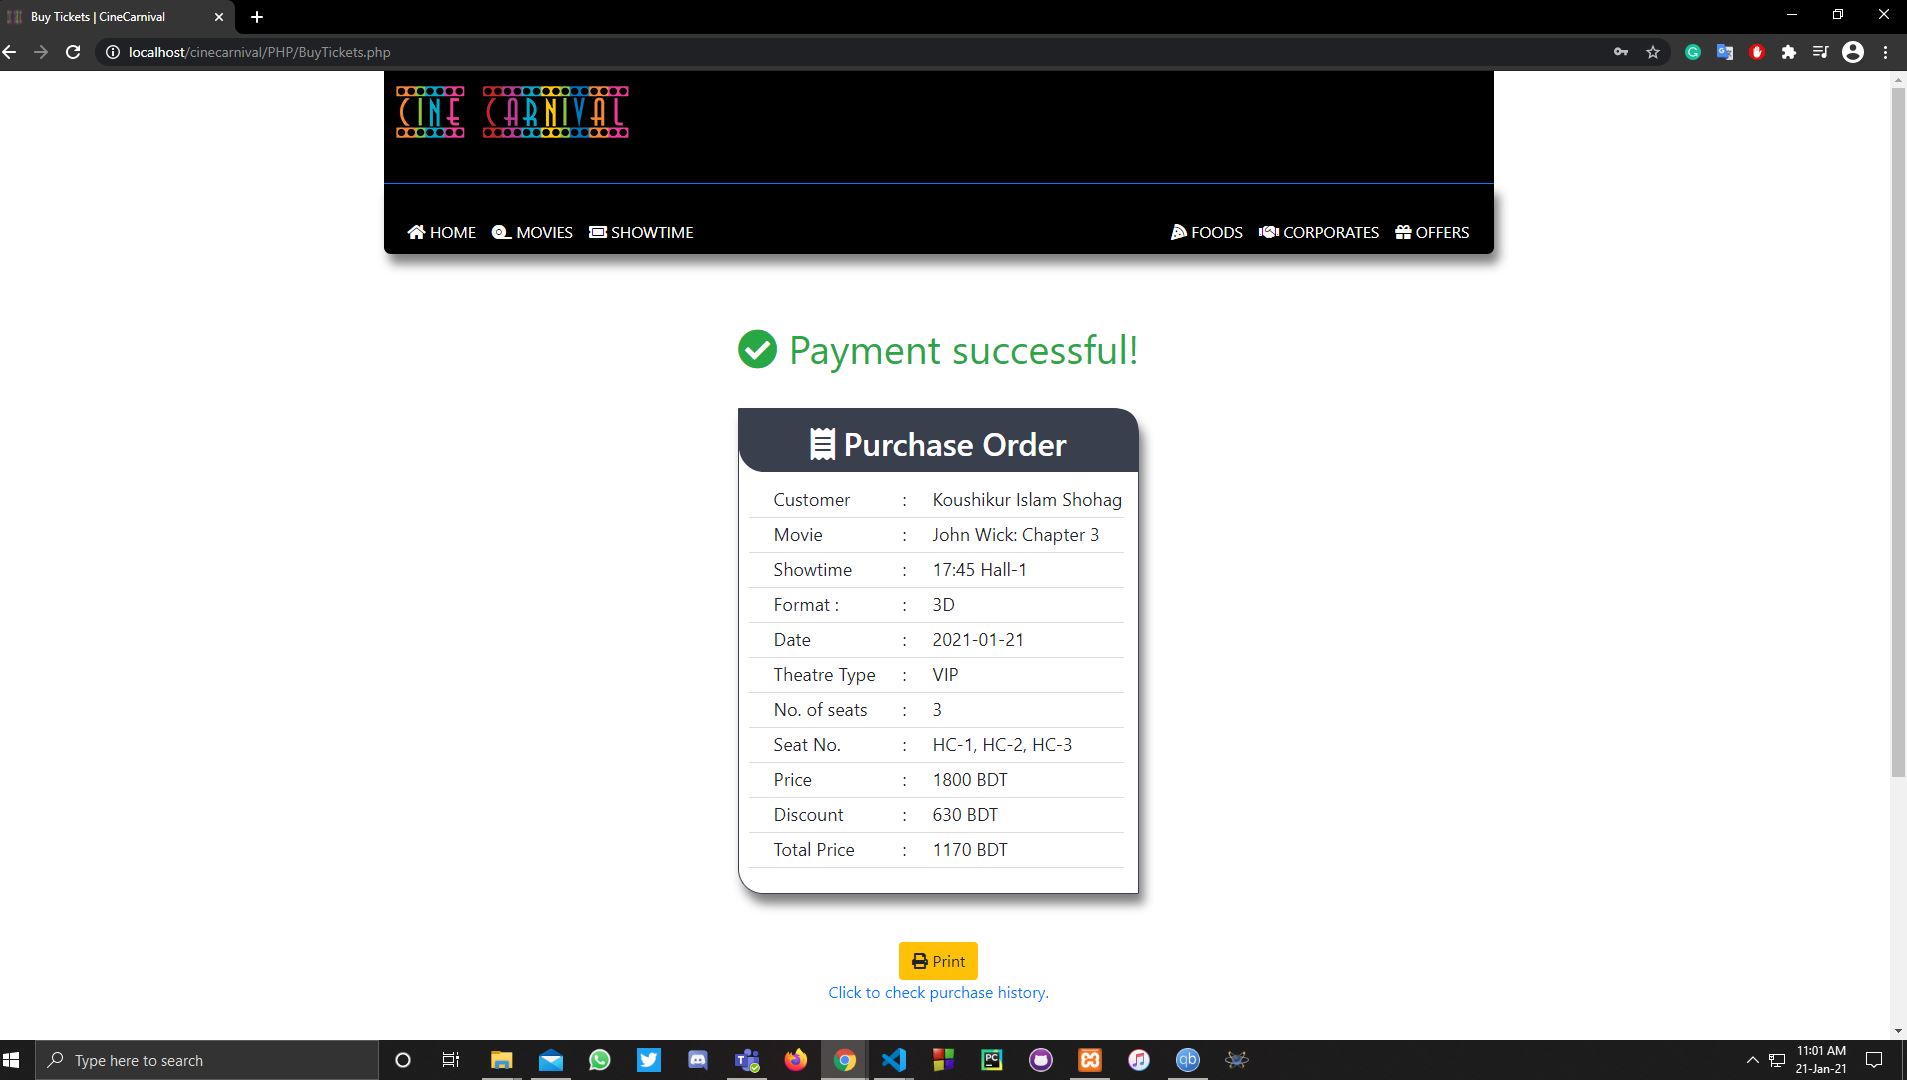 Buy Tickets | CineCarnival
localhost/cinecarnival/PHP/BuyTickets.php
CINE CARNIVAL
HOME MOVIES SHOWTIME FOODS CORPORATES OFFERS
Payment successful!
Purchase Order
Customer : Koushikur Islam Shohag
Movie : John Wick: Chapter 3
Showtime : 17:45 Hall-1
Format : : 3D
Date : 2021-01-21
Theatre Type : VIP
No. of seats : 3
Seat No. : HC-1, HC-2, HC-3
Price : 1800 BDT
Discount : 630 BDT
Total Price : 1170 BDT
Print
Click to check purchase history.
Type here to search
11:01 AM
21-Jan-21